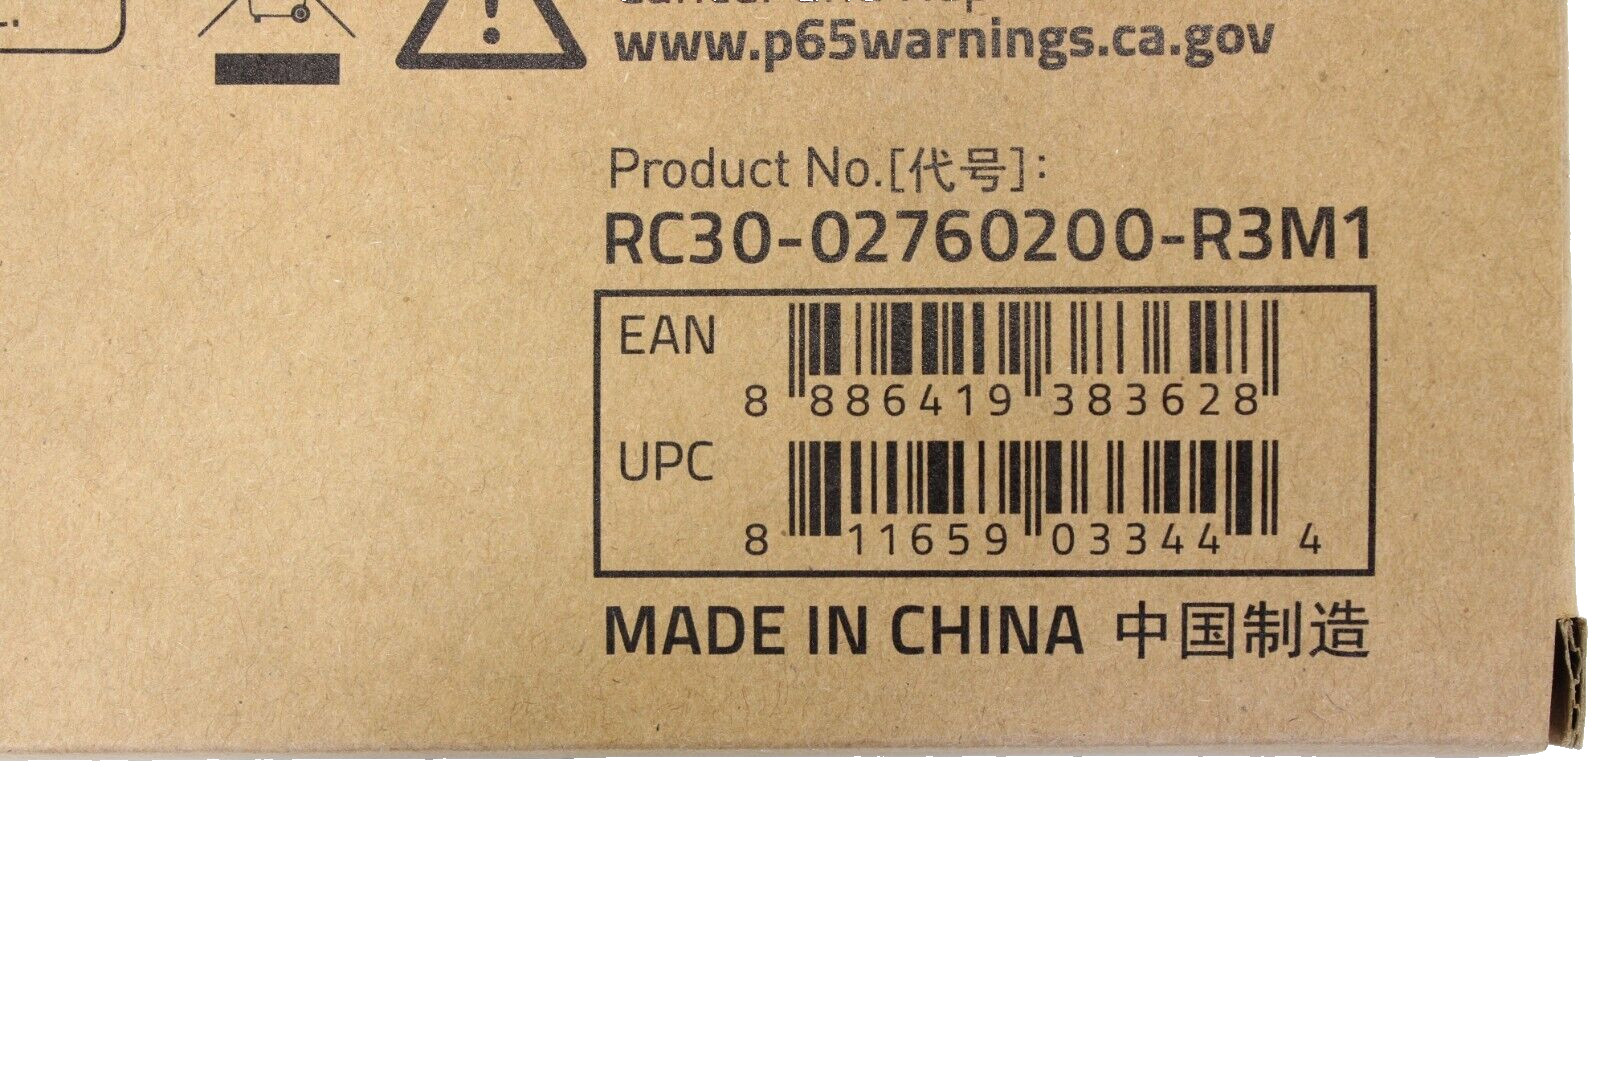 www.p65warnings.ca.gov
Product No.[代号]:
RC30-02760200-R3M1
EAN
8 886419 383628
UPC
8 11659 03344 4
MADE IN CHINA 中国制造